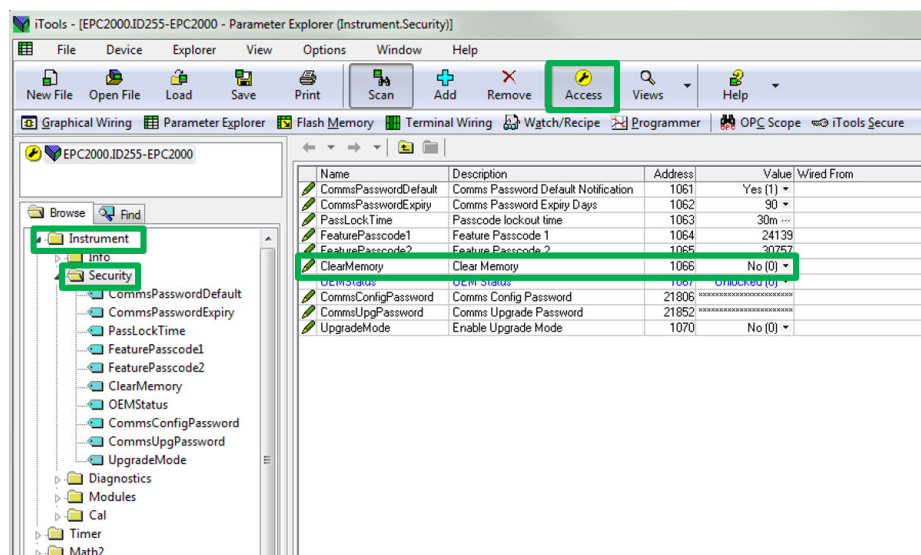 iTools - [EPC2000.ID255-EPC2000 - Parameter Explorer (Instrument.Security)]
File Device Explorer View Options Window Help
New File Open File Load Save Print Scan Add Remove Access Views Help
Graphical Wiring Parameter Explorer Flash Memory Terminal Wiring Watch/Recipe Programmer OPC Scope iTools Secure
EPC2000.ID255-EPC2000
Browse Find
Instrument
Info
Security
CommsPasswordDefault
CommsPasswordExpiry
PassLockTime
FeaturePasscode1
FeaturePasscode2
ClearMemory
OEMStatus
CommsConfigPassword
CommsUpgPassword
UpgradeMode
Diagnostics
Modules
Cal
Timer
Math2
Name Description Address Value Wired From
CommsPasswordDefault Comms Password Default Notification 1061 Yes (1)
CommsPasswordExpiry Comms Password Expiry Days 1062 90
PassLockTime Passcode lockout time 1063 30m ...
FeaturePasscode1 Feature Passcode 1 1064 24139
FeaturePasscode2 Feature Passcode 2 1065 30757
ClearMemory Clear Memory 1066 No (0)
OEMStatus OEM Status 1067 Unlocked (0)
CommsConfigPassword Comms Config Password 21806 ***********************
CommsUpgPassword Comms Upgrade Password 21852 ***********************
UpgradeMode Enable Upgrade Mode 1070 No (0)